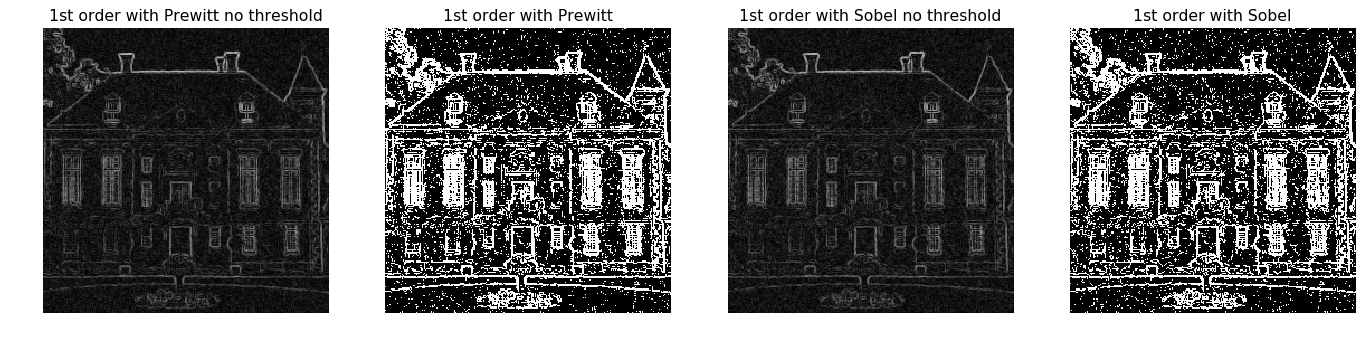 1st order with Prewitt no threshold
1st order with Prewitt
1st order with Sobel no threshold
1st order with Sobel